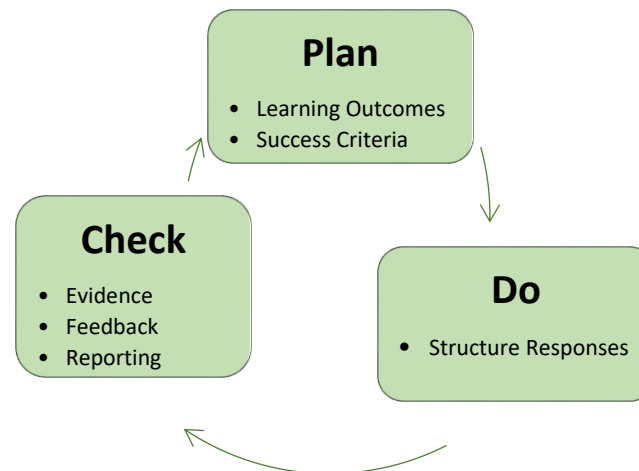 Plan
• Learning Outcomes
• Success Criteria
Check
• Evidence
• Feedback
• Reporting
Do
• Structure Responses